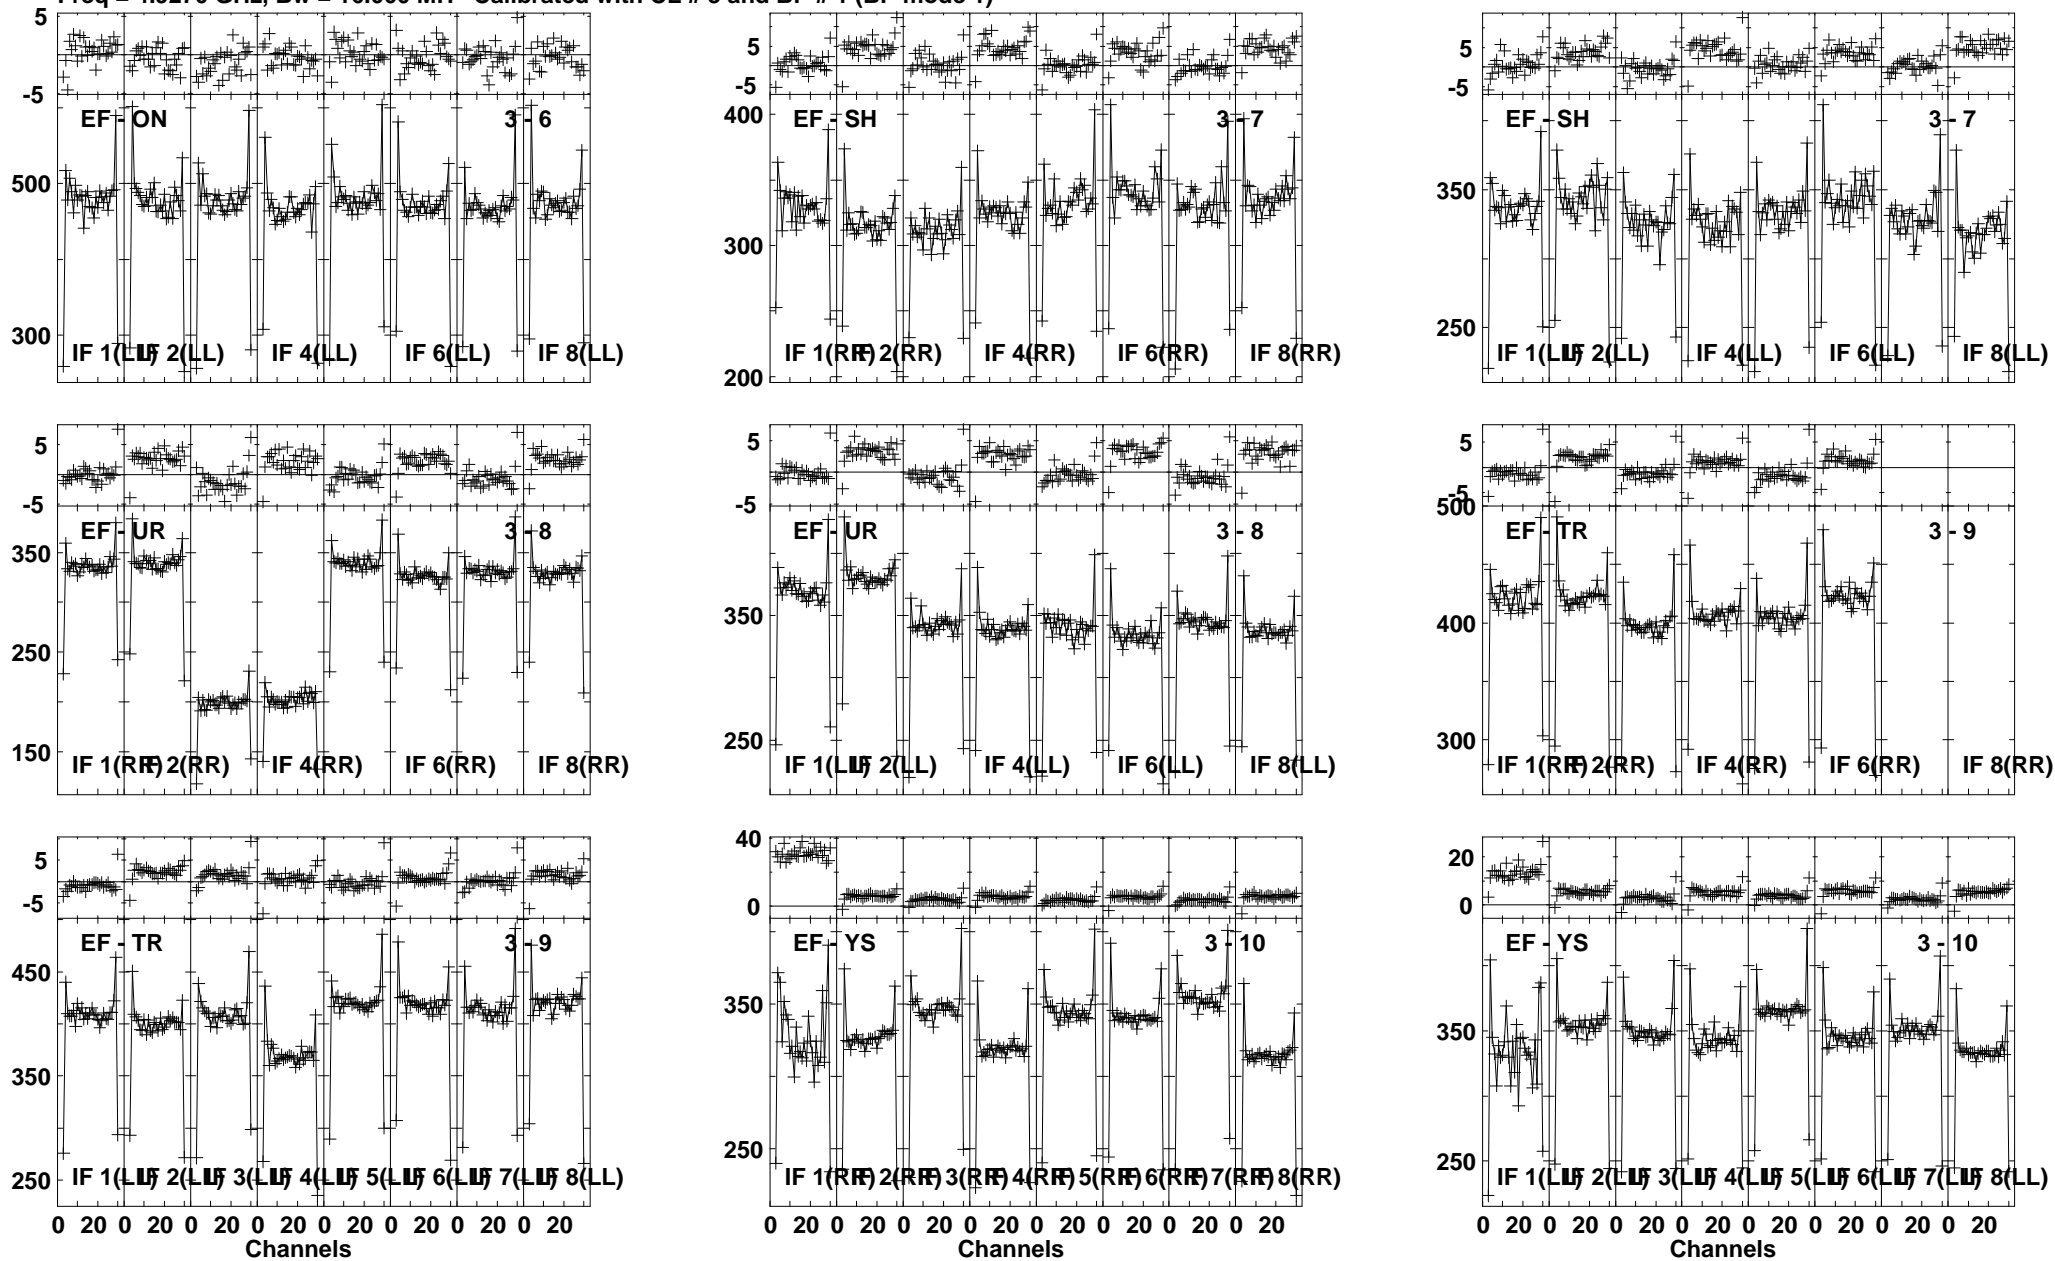 5
-5
EF - ON
3 - 6
500
300
IF 1(LL)
IF 2(LL)
IF 4(LL)
IF 6(LL)
IF 8(LL)
5
-5
EF - SH
3 - 7
400
300
200
IF 1(RR)
IF 2(RR)
IF 4(RR)
IF 6(RR)
IF 8(RR)
5
-5
EF - SH
3 - 7
350
250
IF 1(LL)
IF 2(LL)
IF 4(LL)
IF 6(LL)
IF 8(LL)
5
-5
EF - UR
3 - 8
350
250
150
IF 1(RR)
IF 2(RR)
IF 4(RR)
IF 6(RR)
IF 8(RR)
5
-5
EF - UR
3 - 8
350
250
IF 1(LL)
IF 2(LL)
IF 4(LL)
IF 6(LL)
IF 8(LL)
5
-5
500
EF - TR
3 - 9
400
300
IF 1(RR)
IF 2(RR)
IF 4(RR)
IF 6(RR)
IF 8(RR)
5
-5
EF - TR
3 - 9
450
350
250
IF 1(LL)
IF 2(LL)
IF 3(LL)
IF 4(LL)
IF 5(LL)
IF 6(LL)
IF 7(LL)
IF 8(LL)
0 20 0 20 0 20 0 20 0 20 0 20 0 20 0 20
Channels
40
0
EF - YS
3 - 10
350
250
IF 1(RR)
IF 2(RR)
IF 3(RR)
IF 4(RR)
IF 5(RR)
IF 6(RR)
IF 7(RR)
IF 8(RR)
0 20 0 20 0 20 0 20 0 20 0 20 0 20 0 20
Channels
20
0
EF - YS
3 - 10
350
250
IF 1(LL)
IF 2(LL)
IF 3(LL)
IF 4(LL)
IF 5(LL)
IF 6(LL)
IF 7(LL)
IF 8(LL)
0 20 0 20 0 20 0 20 0 20 0 20 0 20 0 20
Channels